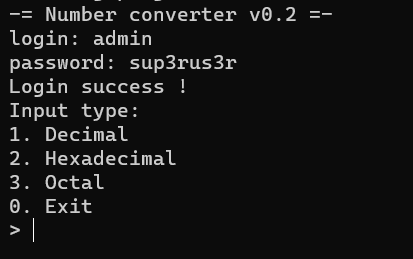 -= Number converter v0.2 =-
login: admin
password: sup3rus3r
Login success !
Input type:
1. Decimal
2. Hexadecimal
3. Octal
0. Exit
>